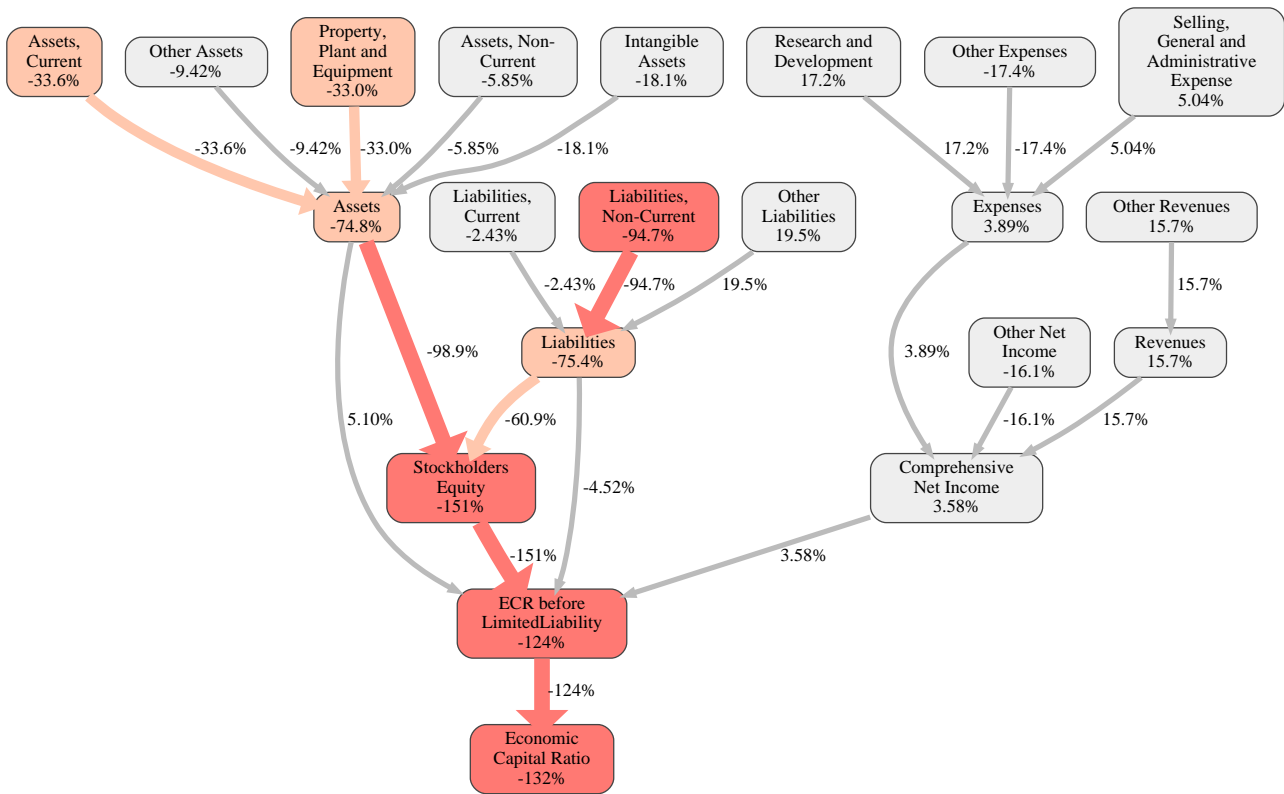 Assets,
Current
-33.6%
Other Assets
-9.42%
Property,
Plant and
Equipment
-33.0%
Assets, Non-
Current
-5.85%
Intangible
Assets
-18.1%
Research and
Development
17.2%
Other Expenses
-17.4%
Selling,
General and
Administrative
Expense
5.04%
-33.6%
-9.42%
-33.0%
-5.85%
-18.1%
17.2%
-17.4%
5.04%
Assets
-74.8%
Liabilities,
Current
-2.43%
Liabilities,
Non-Current
-94.7%
Other
Liabilities
19.5%
Expenses
3.89%
Other Revenues
15.7%
-2.43%
-94.7%
19.5%
15.7%
-98.9%
Liabilities
-75.4%
3.89%
Other Net
Income
-16.1%
Revenues
15.7%
5.10%
-60.9%
-16.1%
15.7%
Stockholders
Equity
-151%
-4.52%
Comprehensive
Net Income
3.58%
-151%
3.58%
ECR before
LimitedLiability
-124%
-124%
Economic
Capital Ratio
-132%